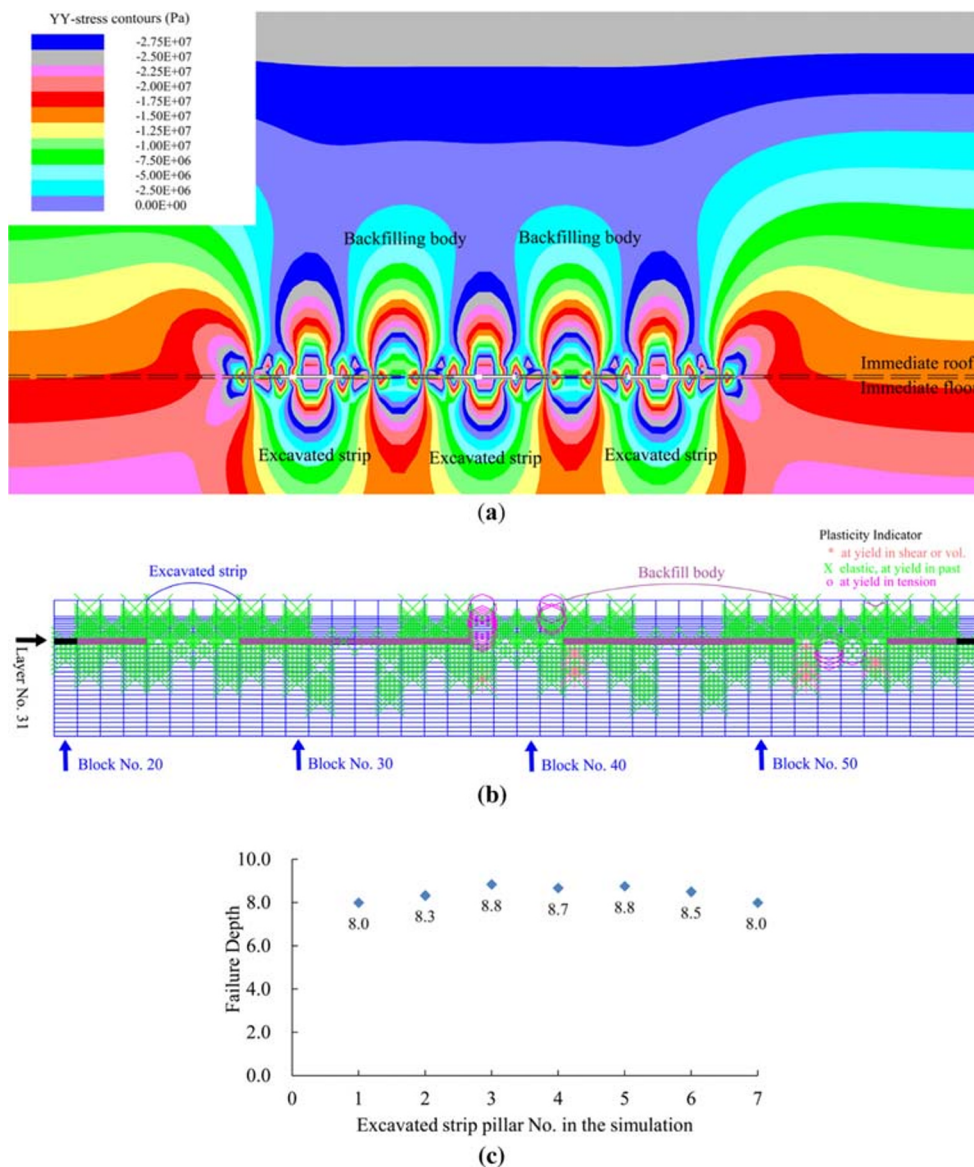 YY-stress contours (Pa)
-2.75E+07
-2.50E+07
-2.25E+07
-2.00E+07
-1.75E+07
-1.50E+07
-1.25E+07
-1.00E+07
-7.50E+06
-5.00E+06
-2.50E+06
0.00E+00
Backfilling body
Backfilling body
Immediate roof
Immediate floor
Excavated strip
Excavated strip
Excavated strip
(a)
Plasticity Indicator
* at yield in shear or vol.
X elastic, at yield in past
o at yield in tension
Excavated strip
Backfill body
Layer No. 31
Block No. 20
Block No. 30
Block No. 40
Block No. 50
(b)
Failure Depth
10.0
8.0
6.0
4.0
2.0
0.0
8.0
8.3
8.8
8.7
8.8
8.5
8.0
0 1 2 3 4 5 6 7
Excavated strip pillar No. in the simulation
(c)